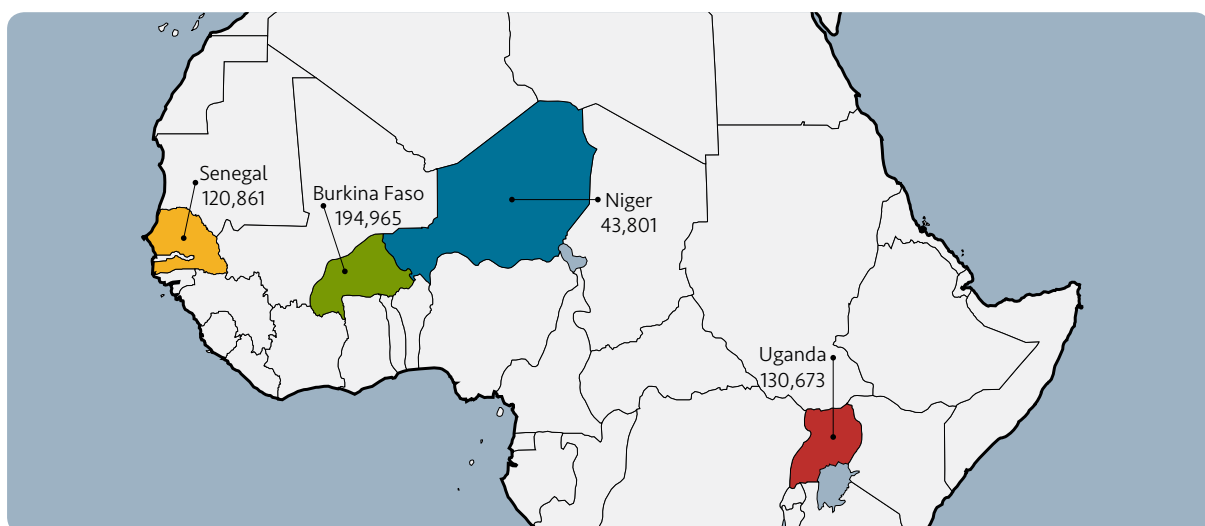 Senegal
120,861
Burkina Faso
194,965
Niger
43,801
Uganda
130,673